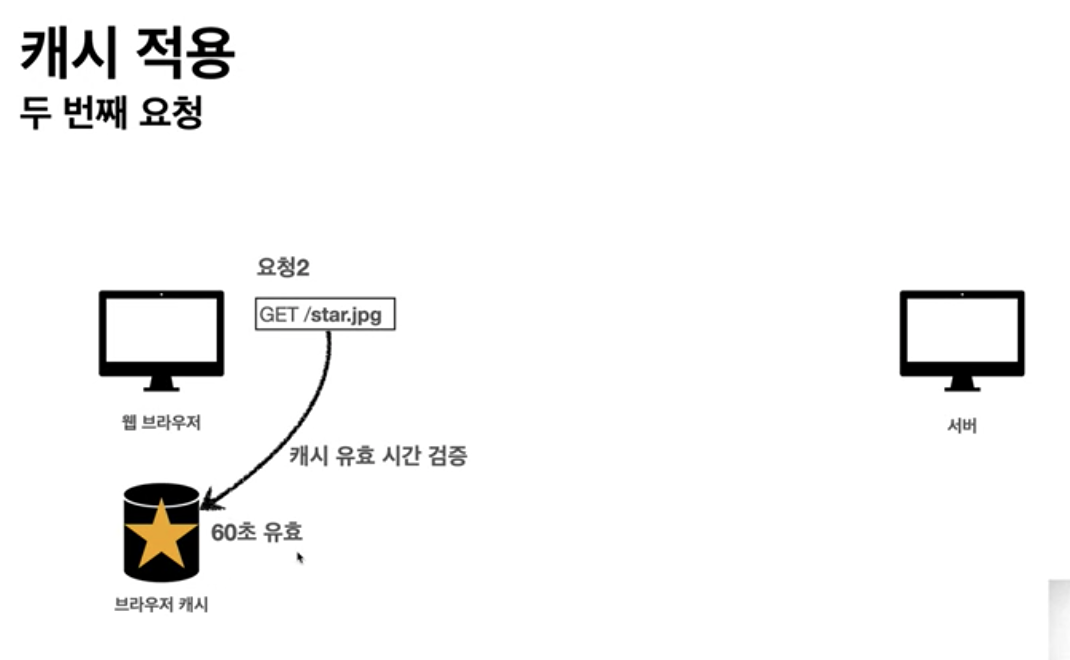 캐시 적용
두 번째 요청
요청2
GET /star.jpg
웹 브라우저
서버
캐시 유효 시간 검증
60초 유효
브라우저 캐시